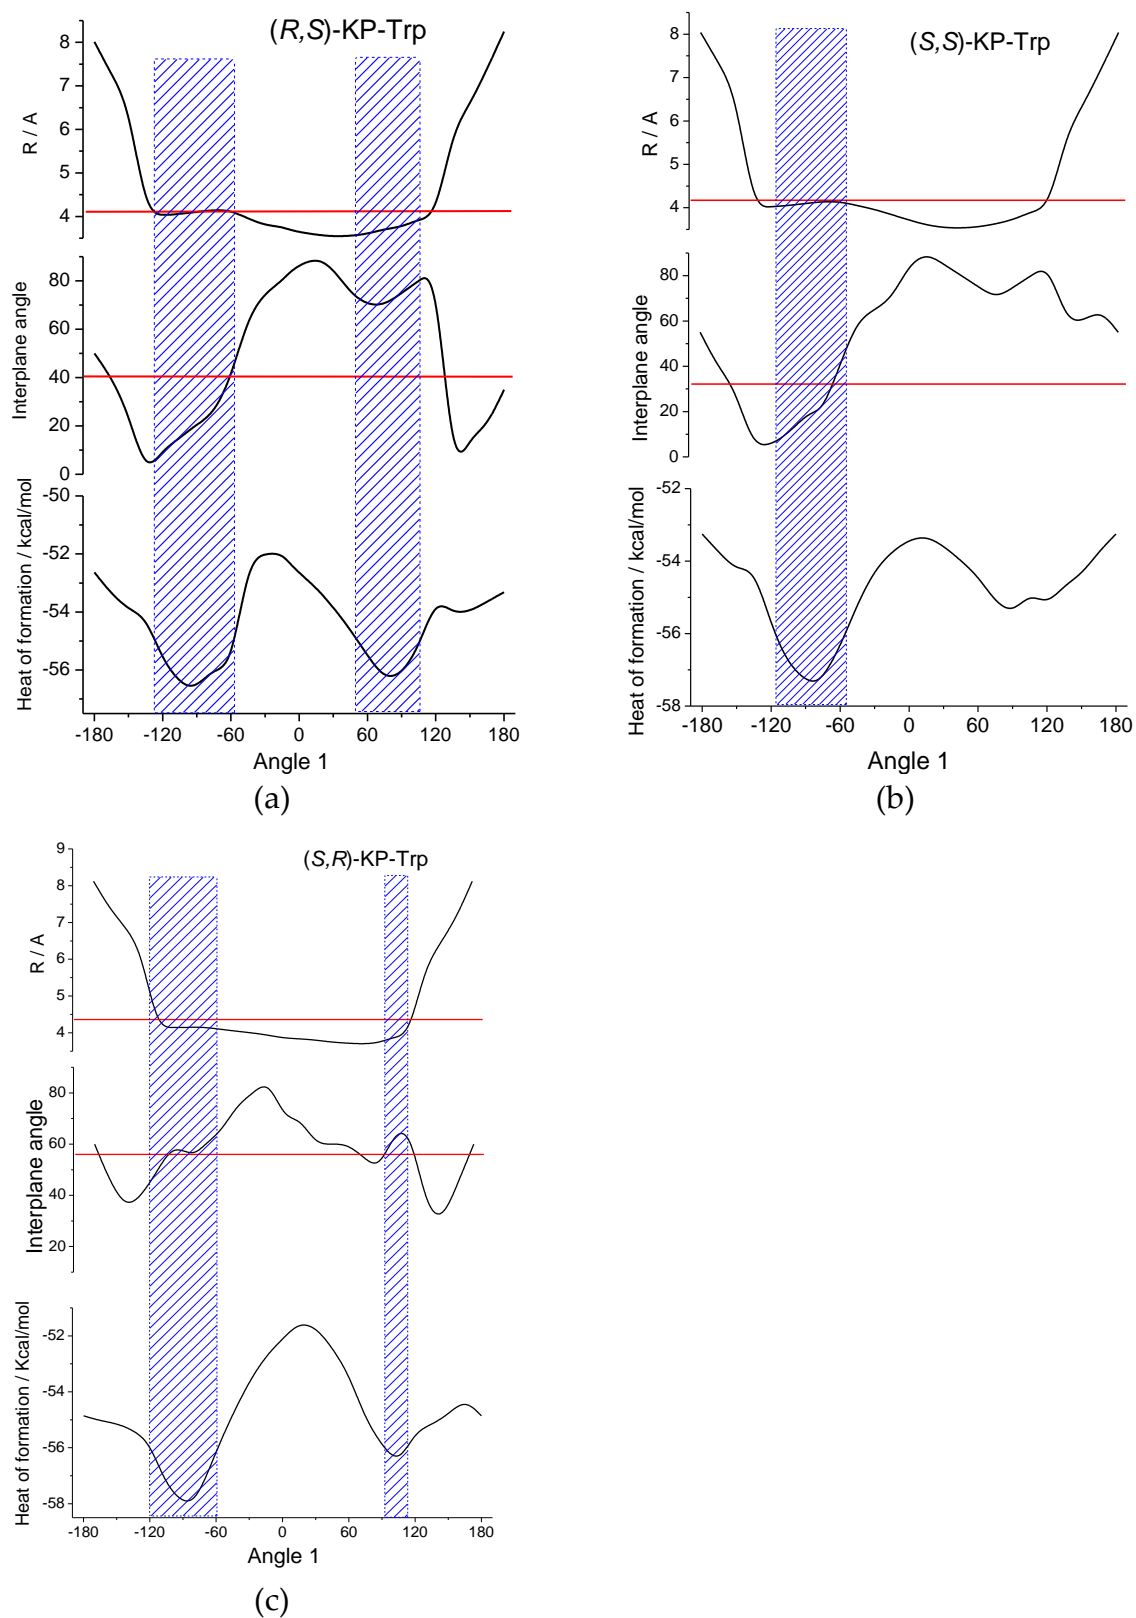 (R,S)-KP-Trp
R / A
8
7
6
5
4
Interplane angle
80
60
40
20
0
Heat of formation / kcal/mol
-50
-52
-54
-56
-180 -120 -60 0 60 120 180
Angle 1
(a)
(S,S)-KP-Trp
R / A
8
7
6
5
4
Interplane angle
80
60
40
20
0
Heat of formation / kcal/mol
-52
-54
-56
-58
-180 -120 -60 0 60 120 180
Angle 1
(b)
(S,R)-KP-Trp
R / A
9
8
7
6
5
4
Interplane angle
80
60
40
20
Heat of formation / Kcal/mol
-52
-54
-56
-58
-180 -120 -60 0 60 120 180
Angle 1
(c)